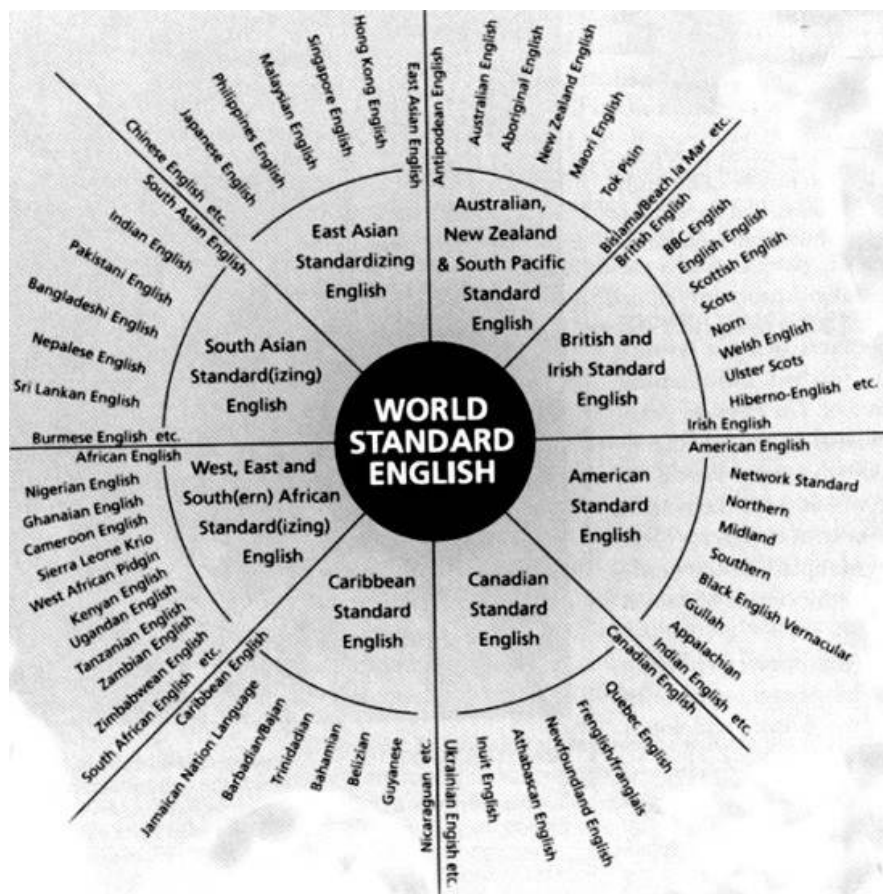 WORLD
STANDARD
ENGLISH
East Asian
Standardizing
English
East Asian English
Hong Kong English
Singapore English
Malaysian English
Philippines English
Japanese English
Chinese English etc.
Australian,
New Zealand
& South Pacific
Standard
English
Antipodean English
Australian English
Aboriginal English
New Zealand English
Maori English
Tok Pisin
Bislama/Beach la Mar etc.
British and
Irish Standard
English
British English
BBC English
English English
Scottish English
Scots
Norn
Welsh English
Ulster Scots
Hiberno-English etc.
Irish English
American
Standard
English
American English
Network Standard
Northern
Midland
Southern
Black English Vernacular
Gullah
Appalachian
Indian English etc.
Canadian
Standard
English
Canadian English
Quebec English
Frenglish/franglais
Newfoundland English
Athabascan English
Inuit English
Ukrainian Engish etc.
Caribbean
Standard
English
Caribbean English
Jamaican Nation Language
Barbadian/Bajan
Trinidadian
Bahamian
Belizian
Guyanese
Nicaraguen etc.
West, East and
South(ern) African
Standard(izing)
English
African English
Nigerian English
Ghanaian English
Cameroon English
Sierra Leone Krio
West African Pidgin
Kenyan English
Ugandan English
Tanzanian English
Zambian English
Zimbabwean English
South African English etc.
South Asian
Standard(izing)
English
South Asian English
Indian English
Pakistani English
Bangladeshi English
Nepalese English
Sri Lankan English
Burmese English etc.